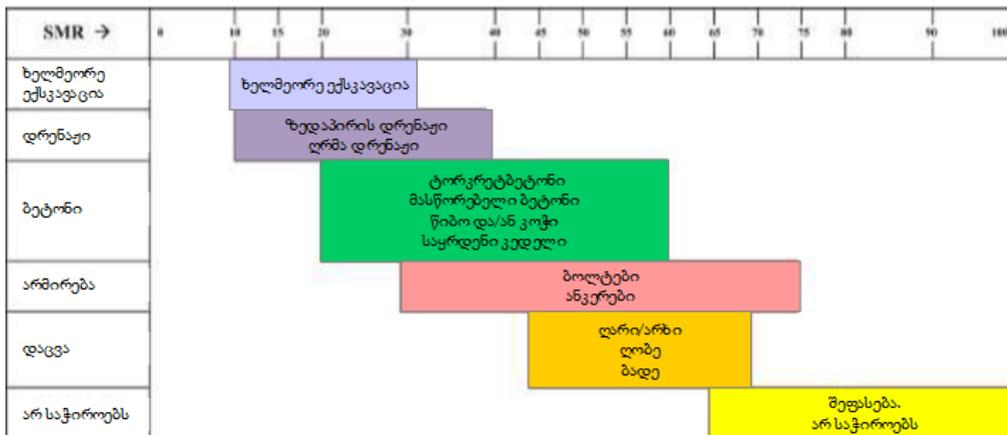 SMR →
0 10 15 20 30 40 45 50 55 60 65 70 75 80 90 100
ხელმეორე
ექსკავაცია
ხელმეორე ექსკავაცია
დრენაჟი
ზედაპირის დრენაჟი
ღრმა დრენაჟი
ბეტონი
ტორკრეტბეტონი
მასწორებელი ბეტონი
წიბო და/ან კოჭი
საყრდენი კედელი
არმირება
ბოლტები
ანკერები
დაცვა
ღარი/არხი
ღობე
ბადე
არ საჭიროებს
შეფასება.
არ საჭიროებს